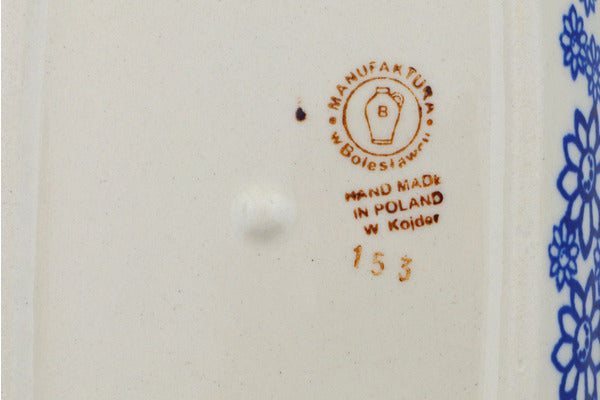 MANUFAKTURA
B
w Bolesławcu
HAND MADE
IN POLAND
W Kojder
153